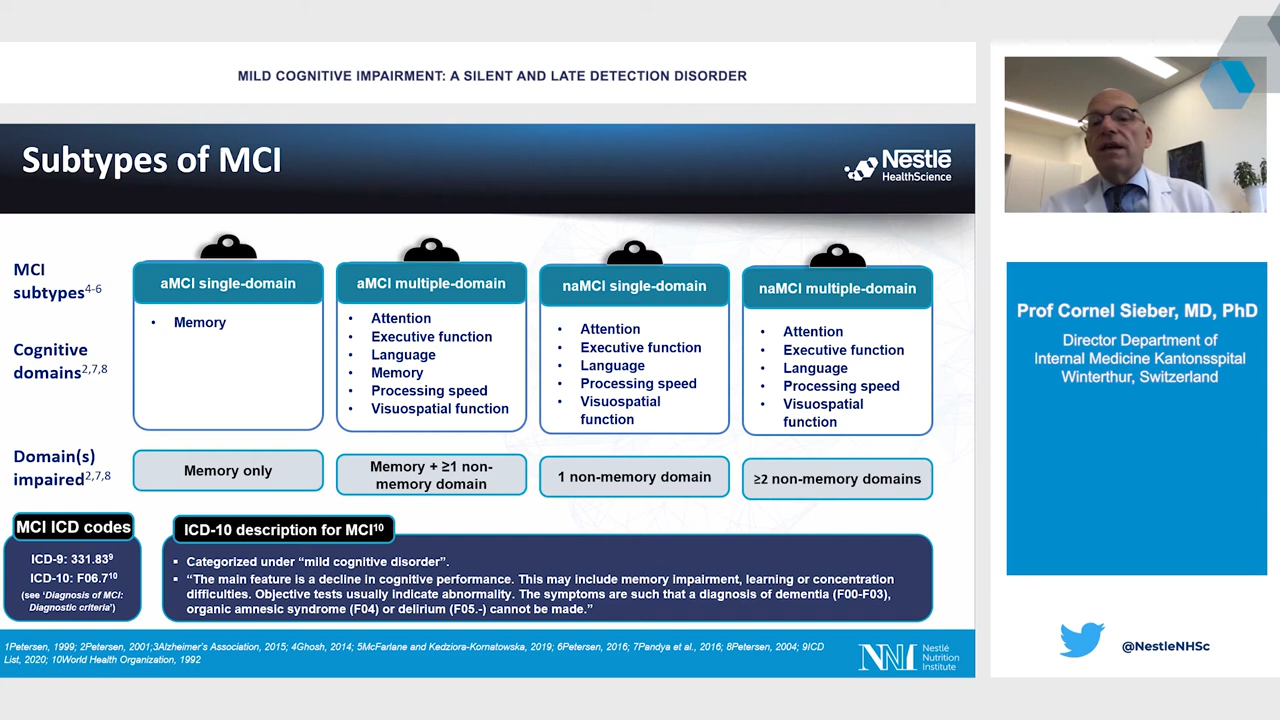 MILD COGNITIVE IMPAIRMENT: A SILENT AND LATE DETECTION DISORDER
Subtypes of MCI
Nestlé
HealthScience
MCI
subtypes4-6
aMCI single-domain
aMCI multiple-domain
naMCI single-domain
naMCI multiple-domain
Cognitive
domains2,7,8
• Memory
• Attention
• Executive function
• Language
• Memory
• Processing speed
• Visuospatial function
• Attention
• Executive function
• Language
• Processing speed
• Visuospatial
function
• Attention
• Executive function
• Language
• Processing speed
• Visuospatial
function
Domain(s)
impaired2,7,8
Memory only
Memory + ≥1 non-
memory domain
1 non-memory domain
≥2 non-memory domains
MCI ICD codes
ICD-9: 331.839
ICD-10: F06.710
(see 'Diagnosis of MCI:
Diagnostic criteria')
ICD-10 description for MCI10
▪ Categorized under “mild cognitive disorder”.
▪ “The main feature is a decline in cognitive performance. This may include memory impairment, learning or concentration
difficulties. Objective tests usually indicate abnormality. The symptoms are such that a diagnosis of dementia (F00-F03),
organic amnesic syndrome (F04) or delirium (F05.-) cannot be made.”
1Petersen, 1999; 2Petersen, 2001;3Alzheimer's Association, 2015; 4Ghosh, 2014; 5McFarlane and Kedziora-Kornatowska, 2019; 6Petersen, 2016; 7Pandya et al., 2016; 8Petersen, 2004; 9ICD
List, 2020; 10World Health Organization, 1992
NNI
Nestlé
Nutrition
Institute
Prof Cornel Sieber, MD, PhD
Director Department of
Internal Medicine Kantonsspital
Winterthur, Switzerland
@NestleNHSc